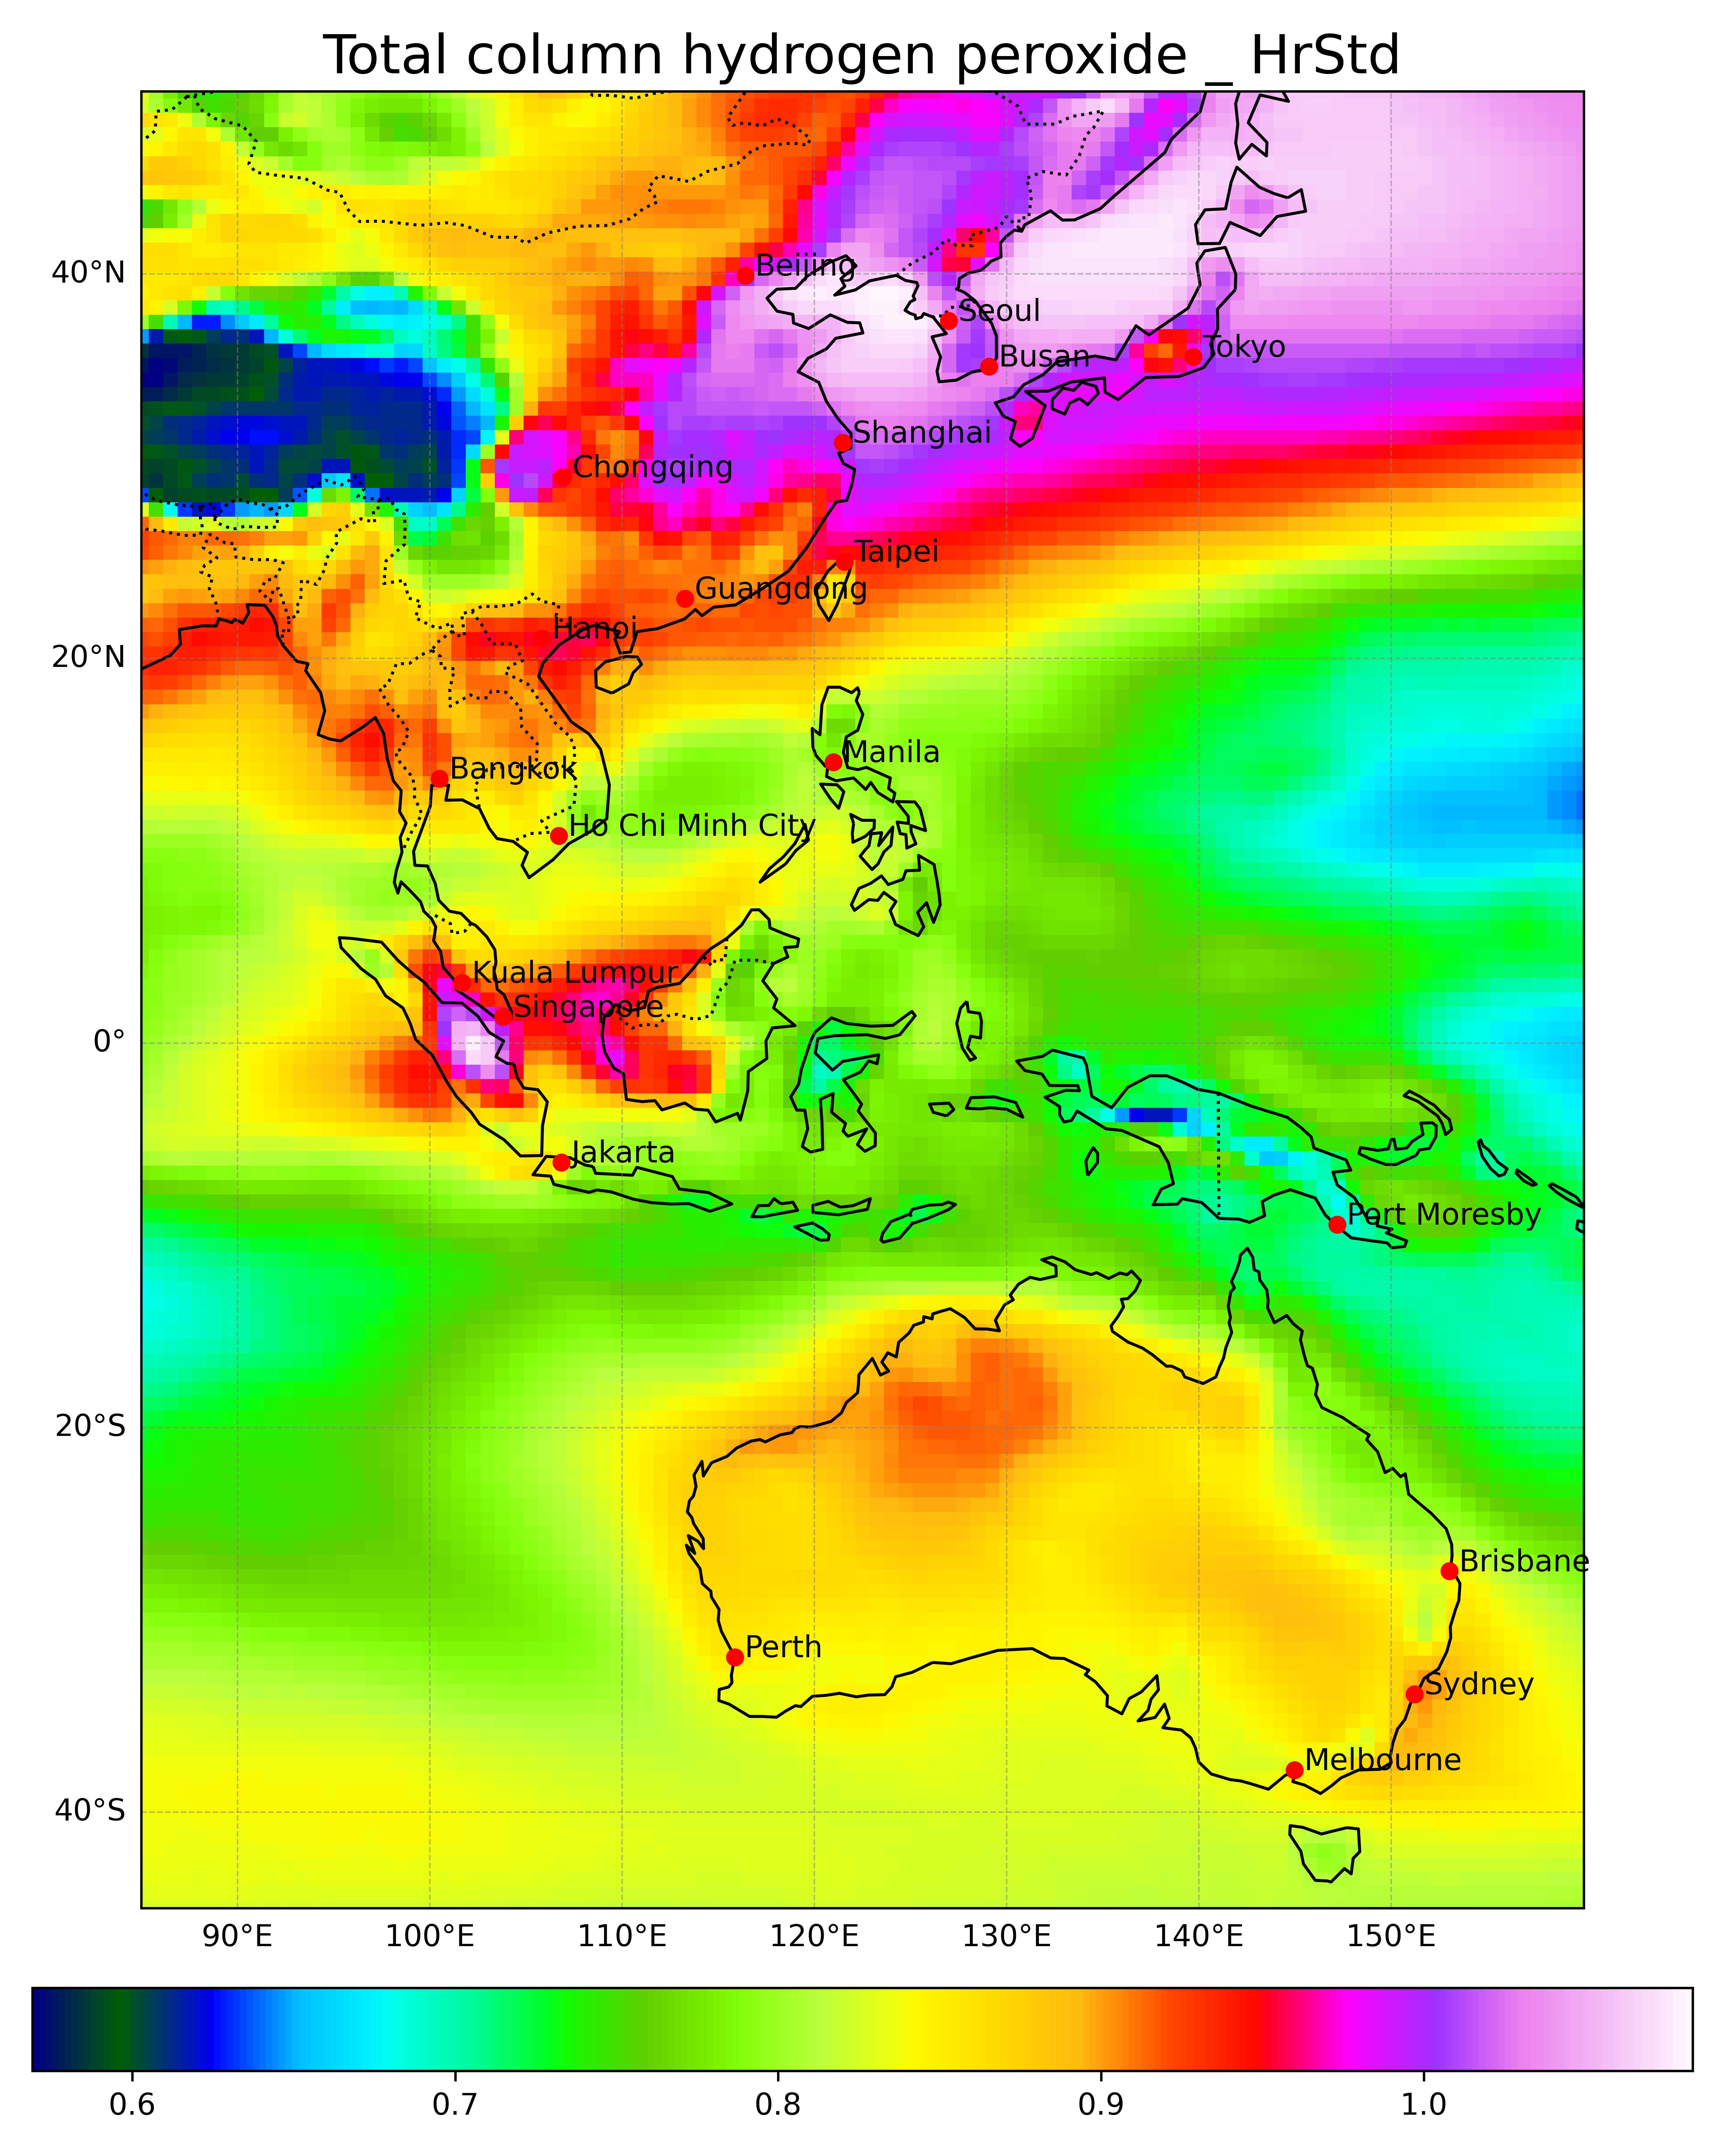 Total column hydrogen peroxide _ HrStd
40°N
20°N
0°
20°S
40°S
Beijing
Seoul
Tokyo
Busan
Shanghai
Chongqing
Taipei
Guangdong
Hanoi
Manila
Bangkok
Ho Chi Minh City
Kuala Lumpur
Singapore
Jakarta
Port Moresby
Brisbane
Perth
Sydney
Melbourne
90°E 100°E 110°E 120°E 130°E 140°E 150°E
0.6 0.7 0.8 0.9 1.0